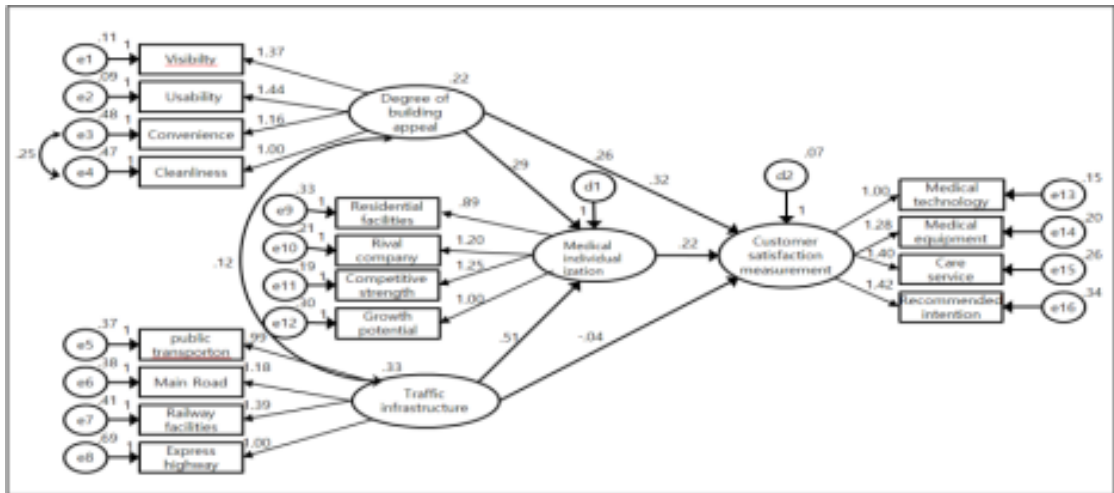 .11
e1
1
Visibilty
1.37
.09
e2
1
Usability
1.44
.48
e3
1
Convenience
1.16
.25
.47
e4
1
Cleanliness
1.00
.22
Degree of
building
appeal
.29
.26
.32
.12
.33
e9
1
Residential
facilities
.89
.21
e10
1
Rival
company
1.20
.19
e11
1
Competitive
strength
1.25
.30
e12
1
Growth
potential
1.00
d1
1
Medical
individual
ization
.22
.07
d2
1
Customer
satisfaction
measurement
1.00
Medical
technology
.15
e13
1.28
Medical
equipment
.20
e14
1.40
Care
service
.26
e15
1.42
Recommended
intention
.34
e16
.37
e5
1
public
transporton
.99
.38
e6
1
Main Road
1.18
.41
e7
1
Railway
facilities
1.39
.69
e8
1
Express
highway
1.00
.33
Traffic
infrastructure
.51
-.04